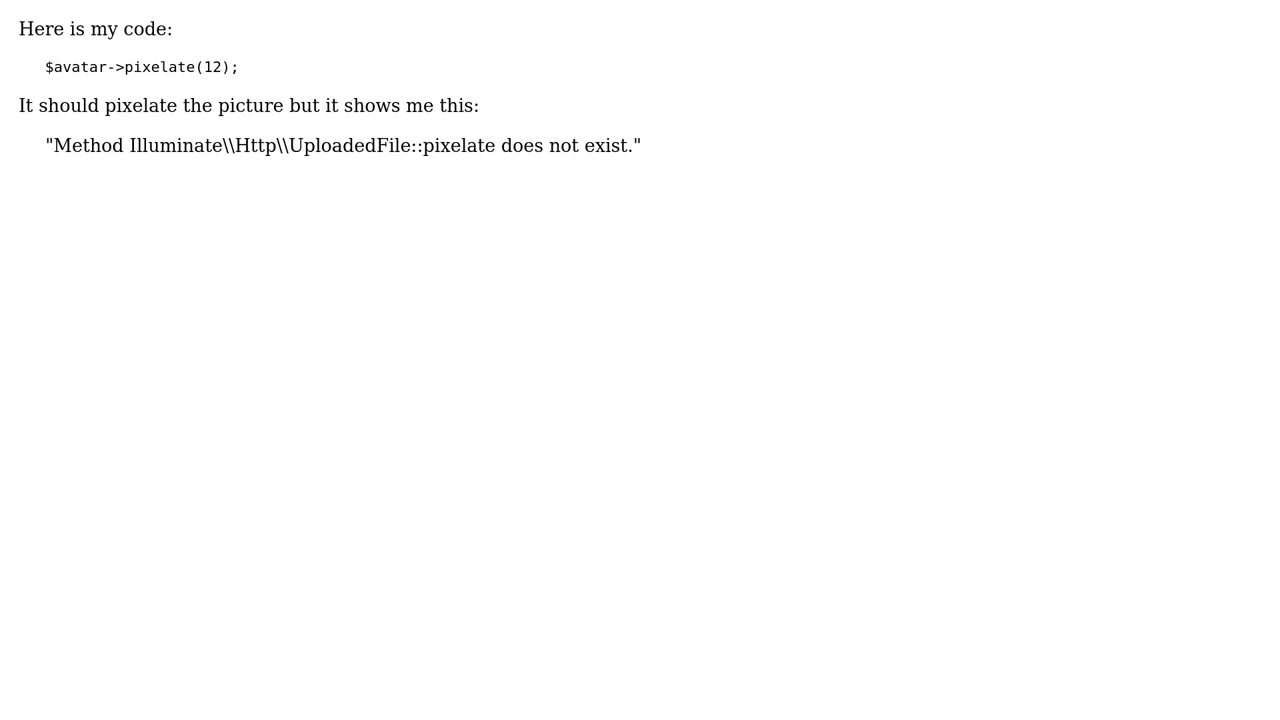 Here is my code:
$avatar->pixelate(12);
It should pixelate the picture but it shows me this:
"Method Illuminate\\Http\\UploadedFile::pixelate does not exist."